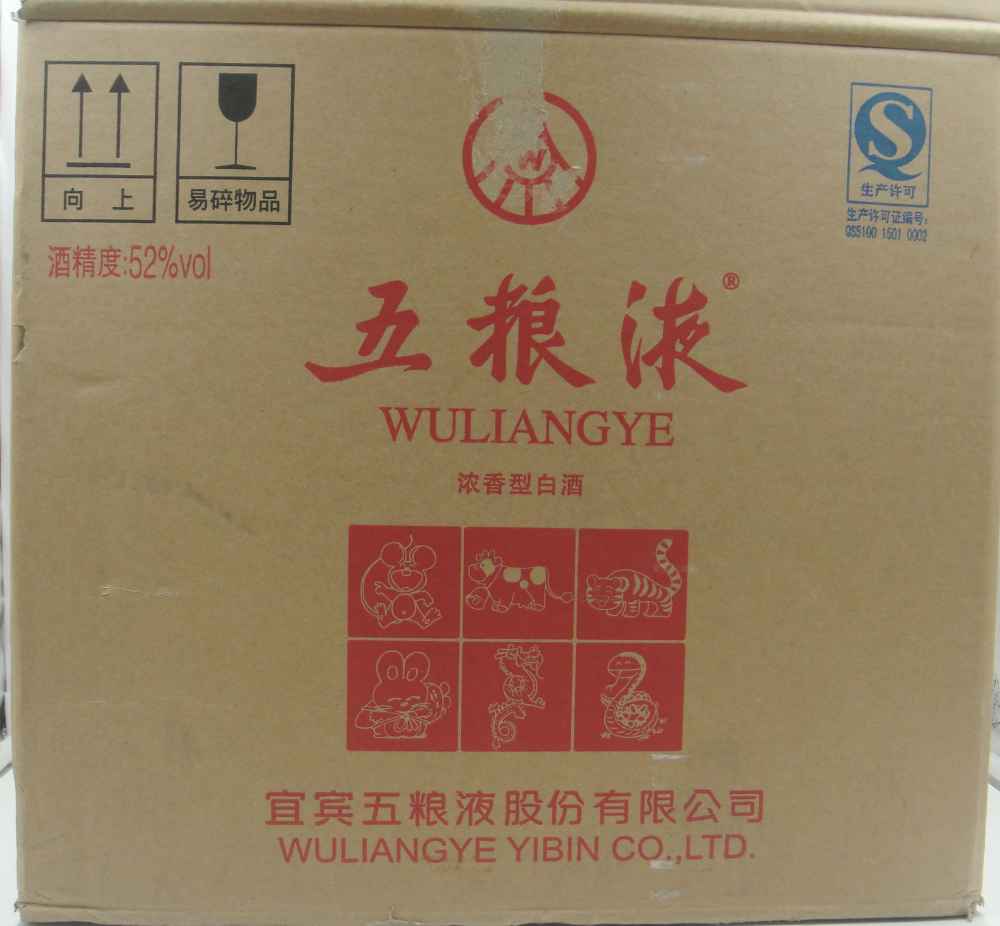 向 上
易碎物品
生产许可
生产许可证编号:
QS5100 1501 0002
酒精度:52%vol
W
五粮液®
WULIANGYE
浓香型白酒
宜宾五粮液股份有限公司
WULIANGYE YIBIN CO.,LTD.